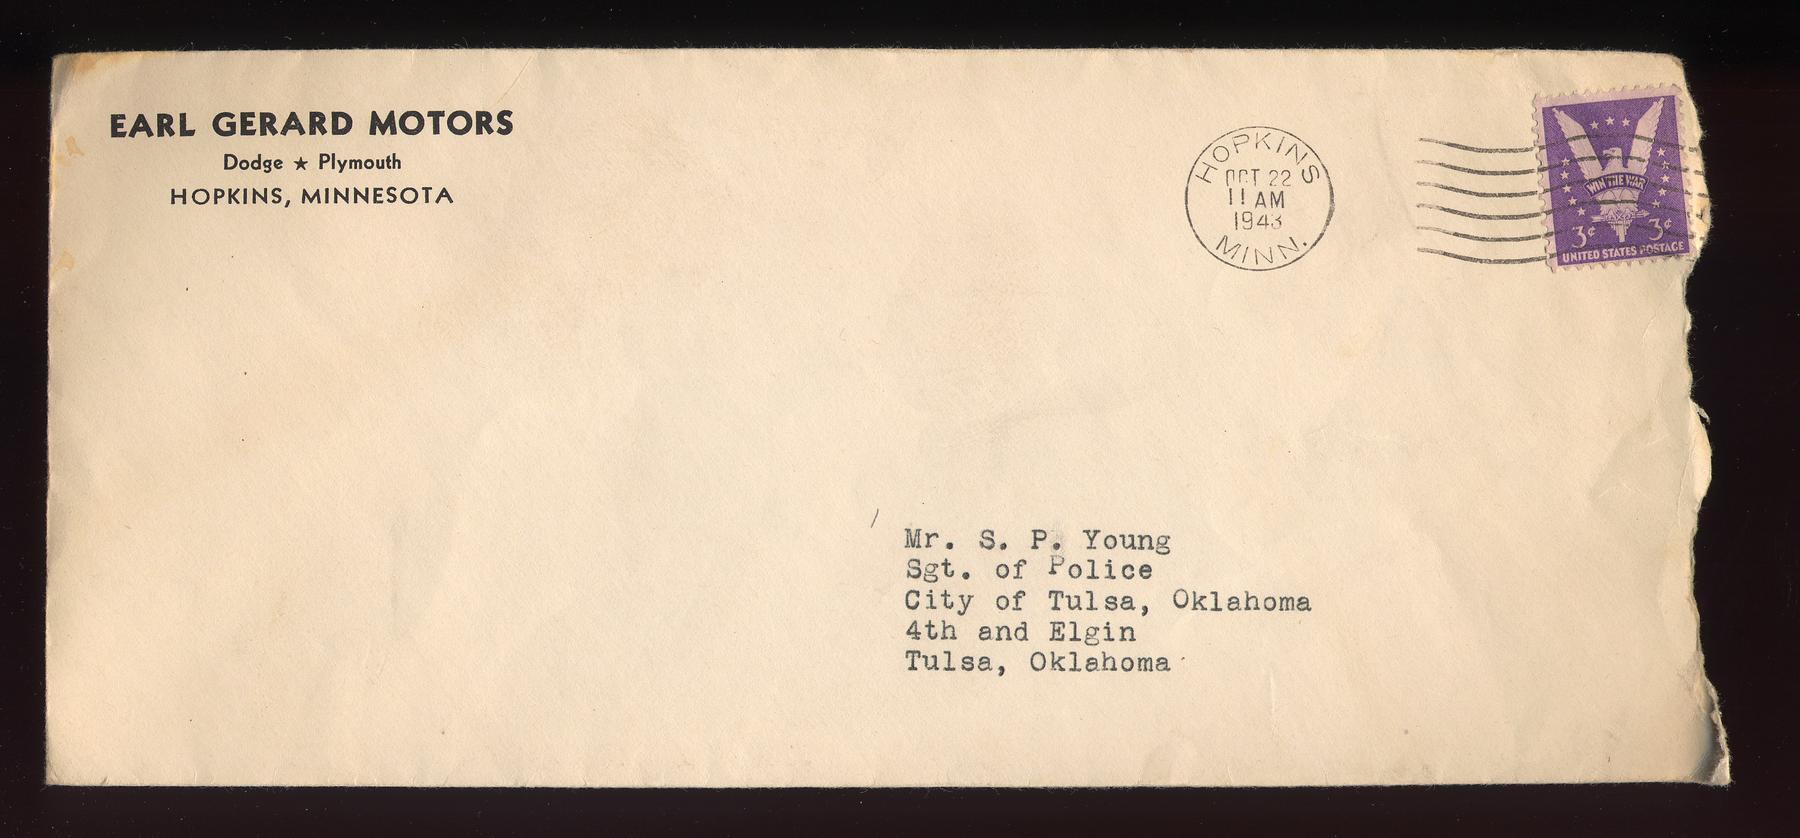 EARL GERARD MOTORS
Dodge ★ Plymouth
HOPKINS, MINNESOTA
HOPKINS
OCT 22
11 AM
1943
MINN.
WIN THE WAR
3¢ 3¢
UNITED STATES POSTAGE
Mr. S. P. Young
Sgt. of Police
City of Tulsa, Oklahoma
4th and Elgin
Tulsa, Oklahoma